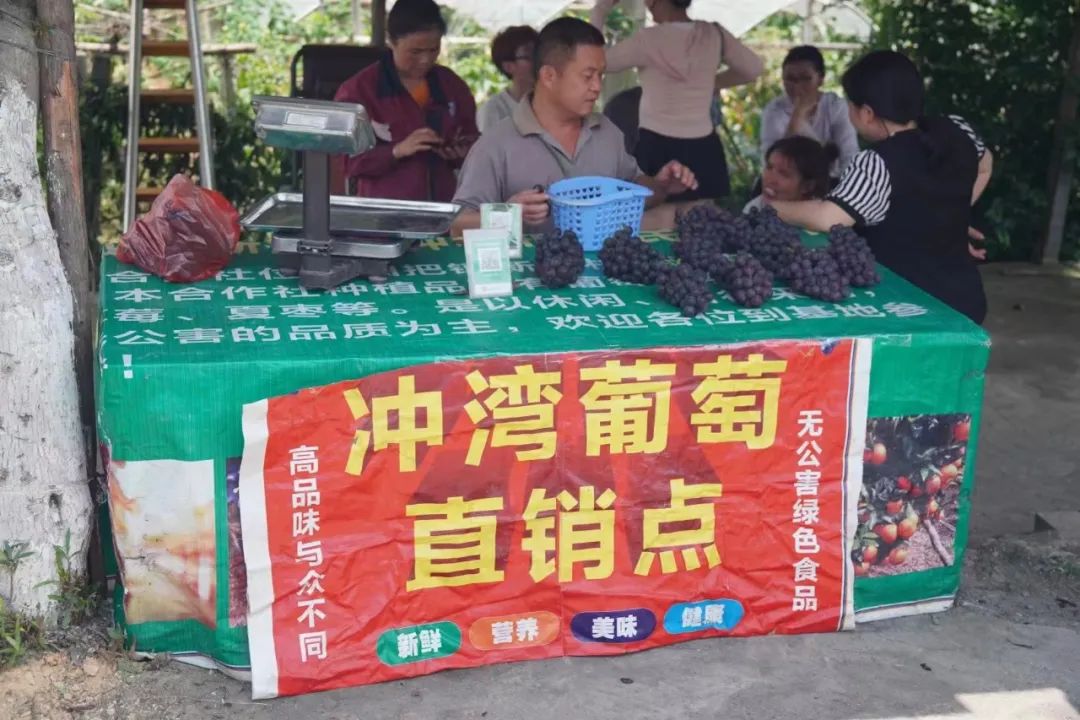 本合作社种植品
莓、夏枣等。是以休闲、
公害的品质为主，欢迎各位到基地参
！
冲湾葡萄
直销点
高品味与众不同
无公害绿色食品
新鲜
营养
美味
健康